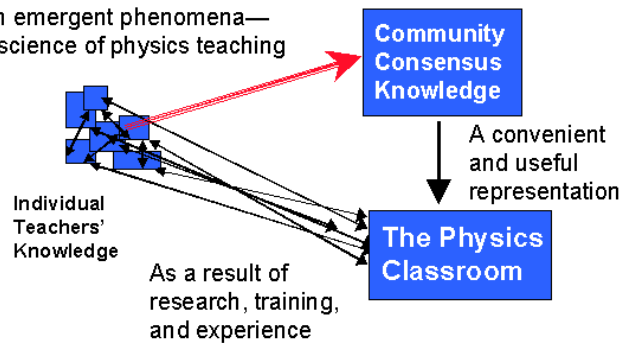 emergent phenomena—
science of physics teaching
Community
Consensus
Knowledge
A convenient
and useful
representation
Individual
Teachers’
Knowledge
The Physics
Classroom
As a result of
research, training,
and experience